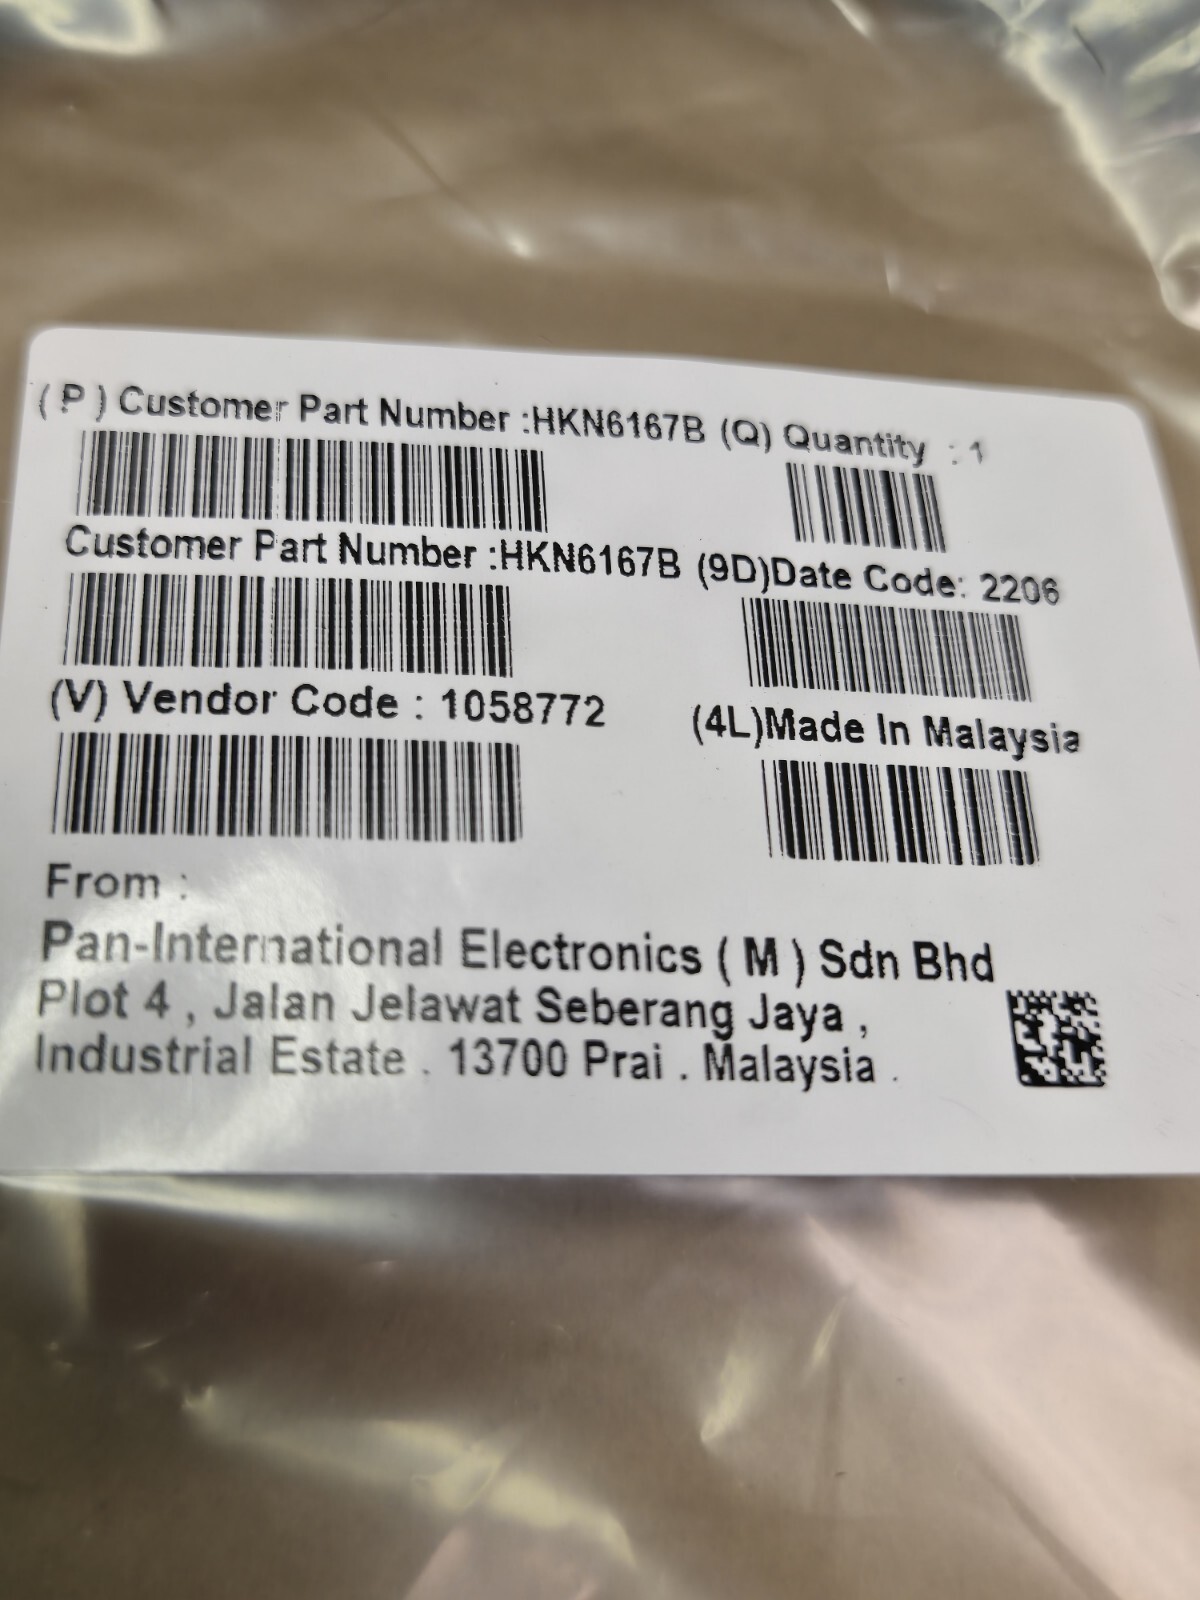 ( P ) Customer Part Number :HKN6167B (Q) Quantity : 1
Customer Part Number :HKN6167B (9D)Date Code: 2206
(V) Vendor Code : 1058772 (4L)Made In Malaysia
From :
Pan-International Electronics ( M ) Sdn Bhd
Plot 4 , Jalan Jelawat Seberang Jaya ,
Industrial Estate . 13700 Prai . Malaysia .